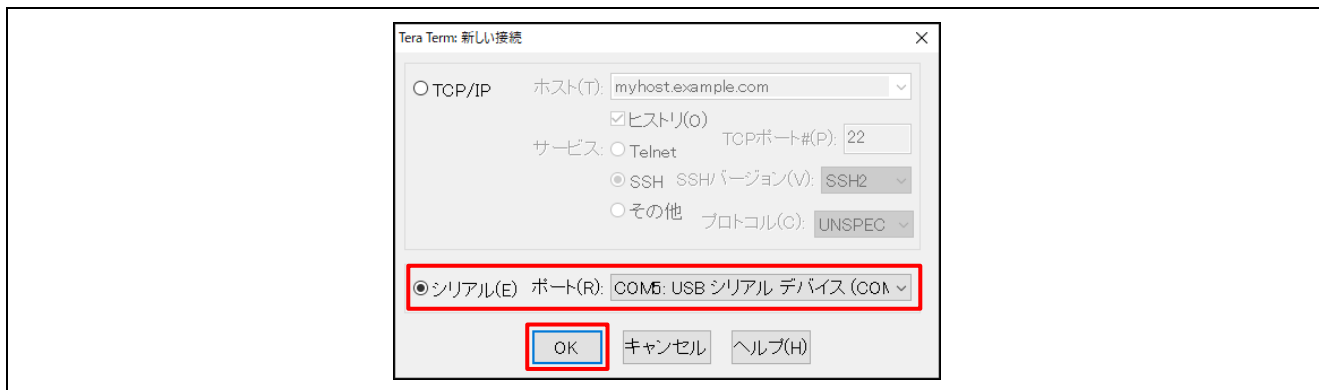 Tera Term: 新しい接続
TCP/IP ホスト(T): myhost.example.com
ヒストリ(O)
サービス: Telnet TCPポート#(P): 22
SSH SSHバージョン(V): SSH2
その他 プロトコル(C): UNSPEC
シリアル(E) ポート(R): COM5: USB シリアル デバイス (COM
OK キャンセル ヘルプ(H)